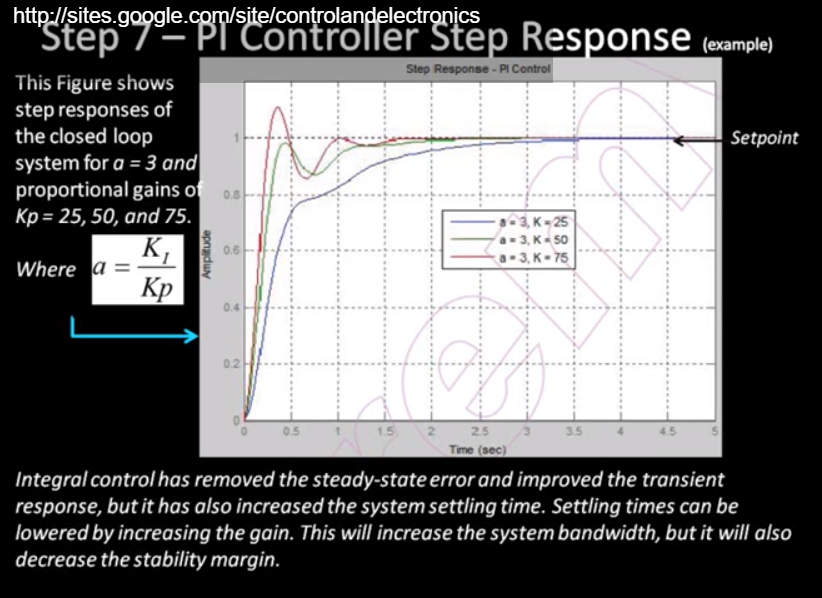 http://sites.google.com/site/controlandelectronics
Step 7 – PI Controller Step Response (example)
This Figure shows
step responses of
the closed loop
system for a = 3 and
proportional gains of
Kp = 25, 50, and 75.
Where a = K_I / Kp
Step Response - PI Control
Setpoint
Amplitude
1
0.8
0.6
0.4
0.2
0
a = 3, K = 25
a = 3, K = 50
a = 3, K = 75
0 0.5 1 1.5 2 2.5 3 3.5 4 4.5 5
Time (sec)
Integral control has removed the steady-state error and improved the transient
response, but it has also increased the system settling time. Settling times can be
lowered by increasing the gain. This will increase the system bandwidth, but it will also
decrease the stability margin.